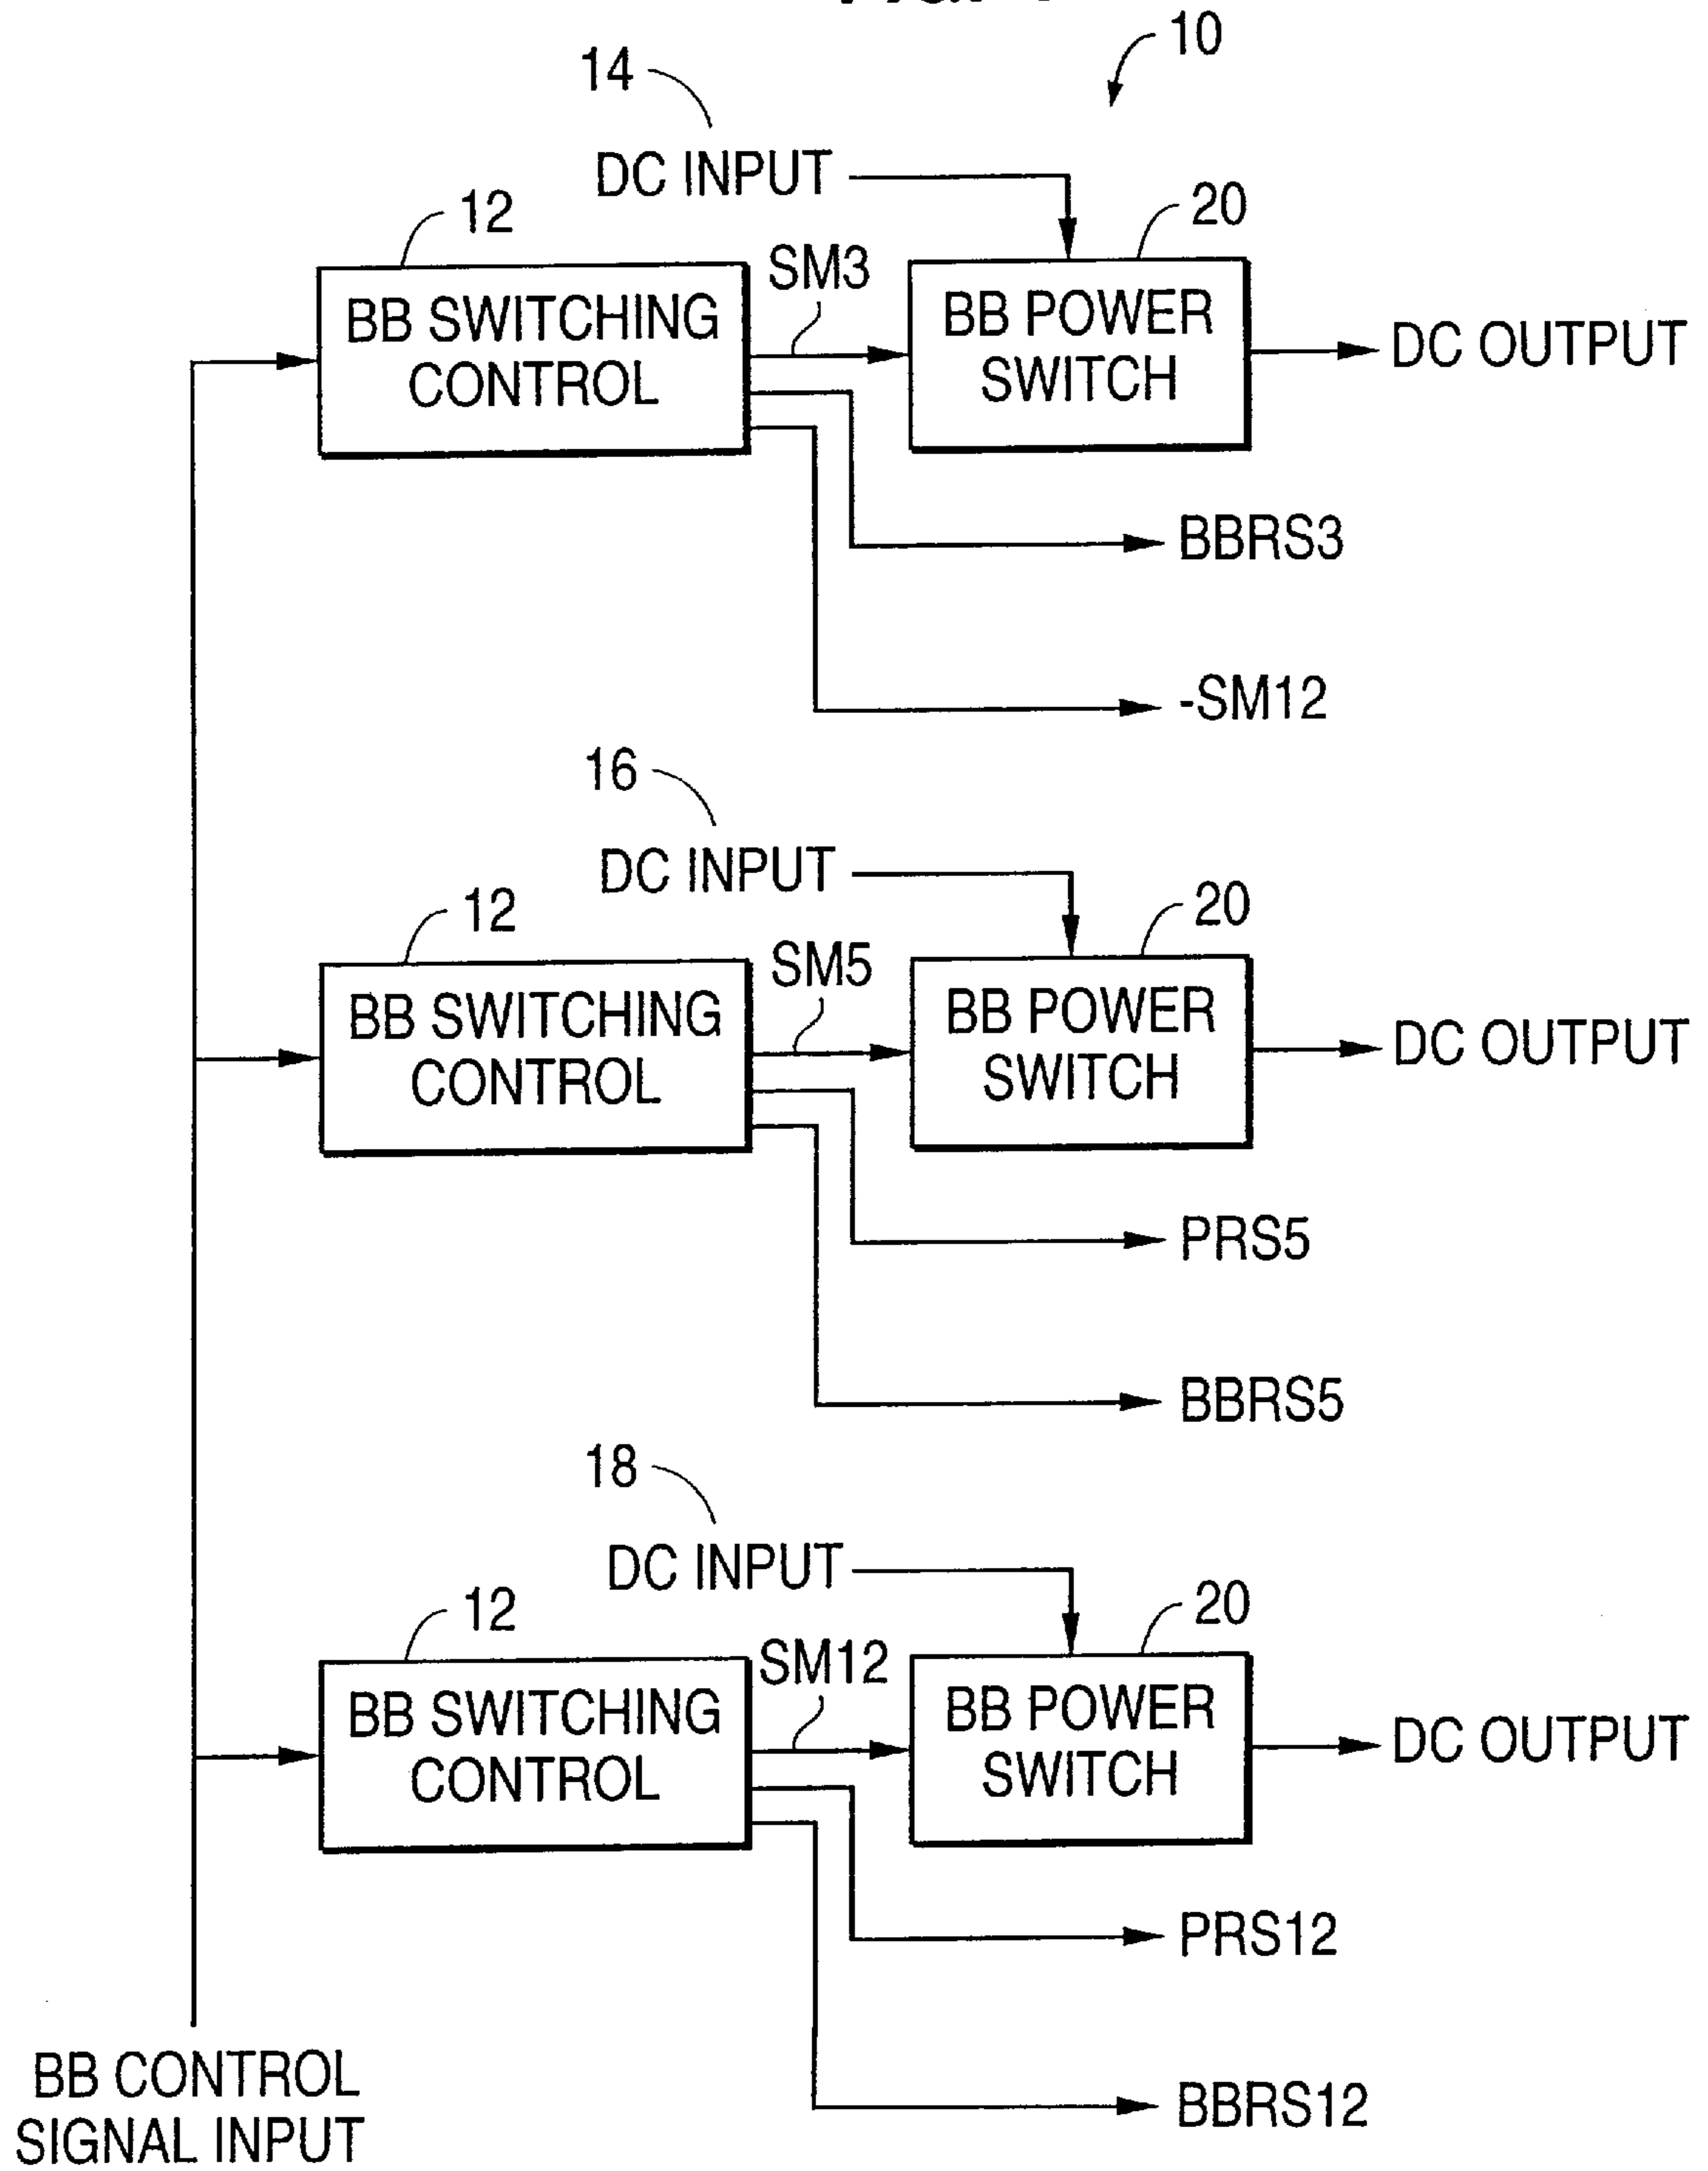 10
14
DC INPUT
12
20
SM3
BB SWITCHING
CONTROL
BB POWER
SWITCH
DC OUTPUT
BBRS3
-SM12
16
DC INPUT
12
20
SM5
BB SWITCHING
CONTROL
BB POWER
SWITCH
DC OUTPUT
PRS5
BBRS5
18
DC INPUT
12
20
SM12
BB SWITCHING
CONTROL
BB POWER
SWITCH
DC OUTPUT
PRS12
BBRS12
BB CONTROL
SIGNAL INPUT